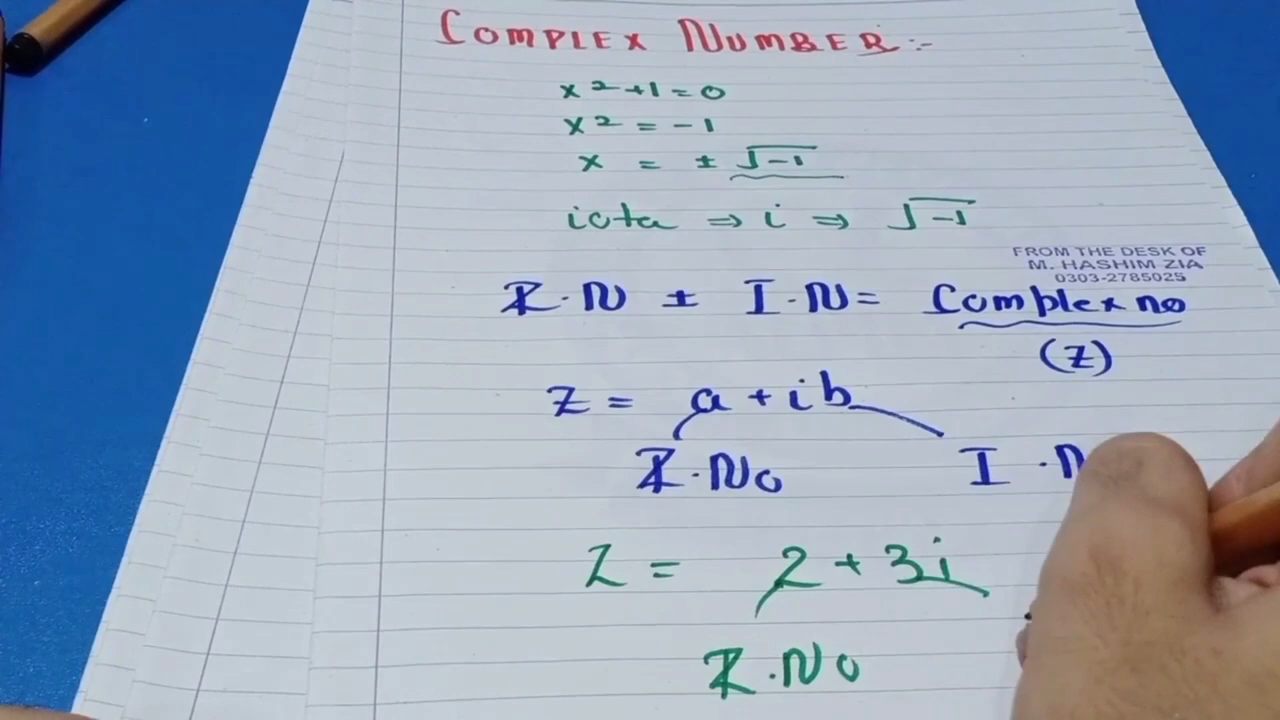 COMPLEX NUMBER :-
x² + 1 = 0
x² = -1
x = ± √-1
iota ⇒ i ⇒ √-1
FROM THE DESK OF
M. HASHIM ZIA
0303-2785025
R.N ± I.N = Complex no
(Z)
Z = a + ib
R.No I.N
Z = 2 + 3i
R.No